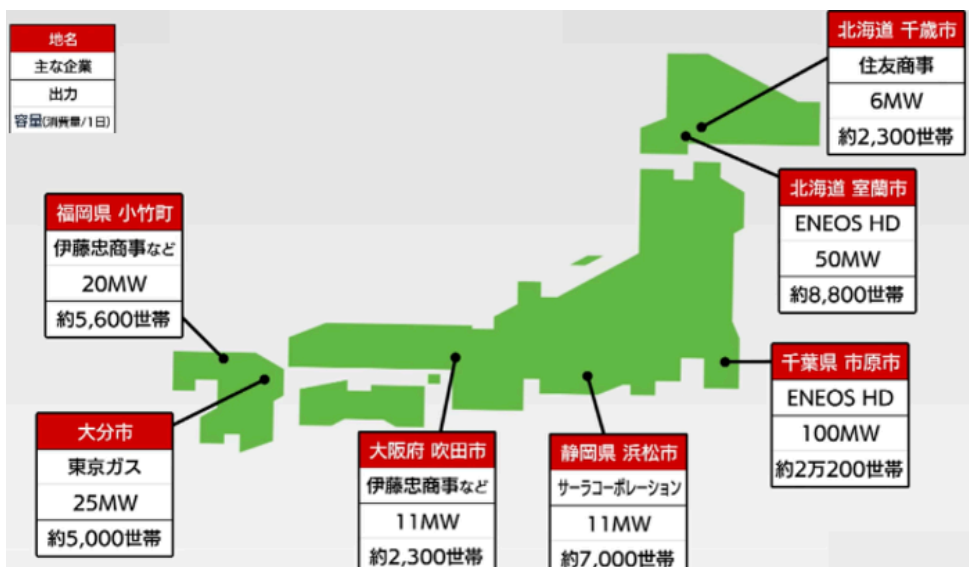 地名
主な企業
出力
容量(消費量/1日)
北海道 千歳市
住友商事
6MW
約2,300世帯
北海道 室蘭市
ENEOS HD
50MW
約8,800世帯
福岡県 小竹町
伊藤忠商事など
20MW
約5,600世帯
千葉県 市原市
ENEOS HD
100MW
約2万200世帯
大分市
東京ガス
25MW
約5,000世帯
大阪府 吹田市
伊藤忠商事など
11MW
約2,300世帯
静岡県 浜松市
サーラコーポレーション
11MW
約7,000世帯